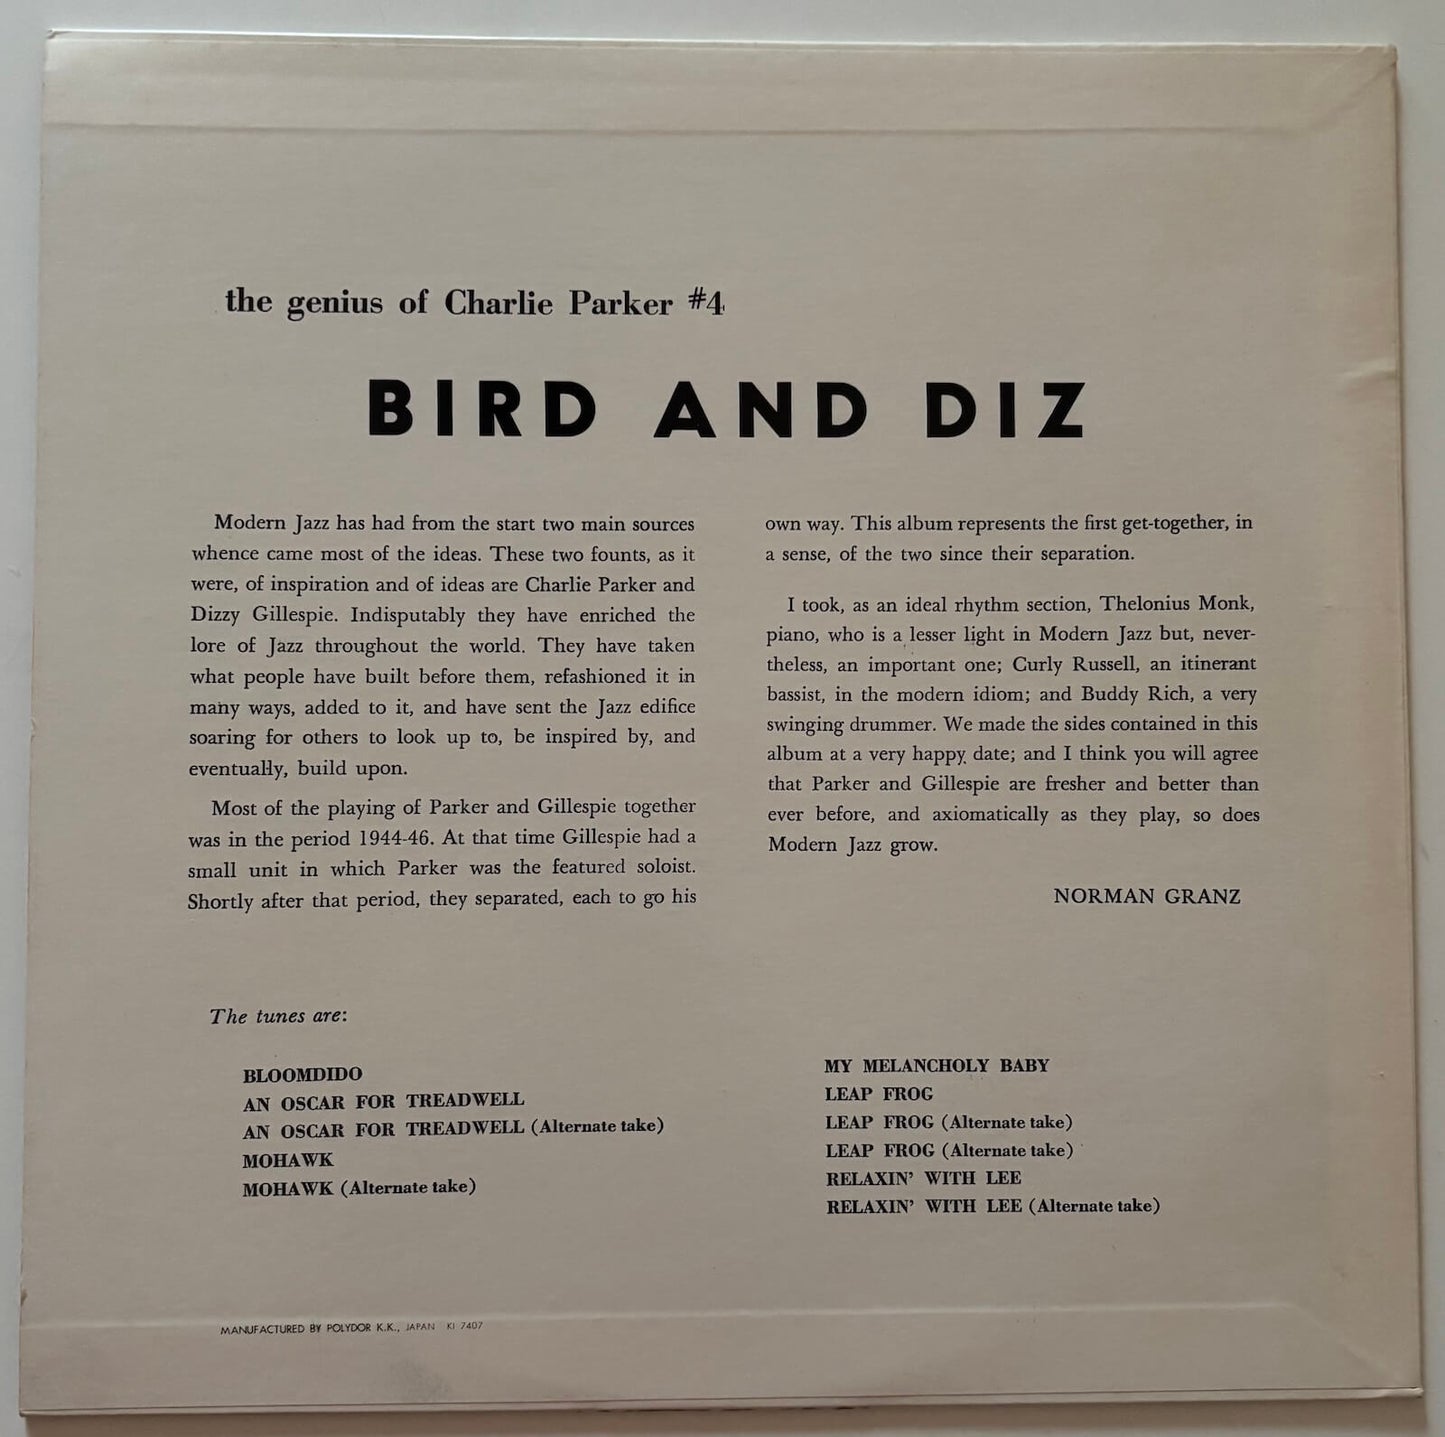 the genius of Charlie Parker #4
BIRD AND DIZ
Modern Jazz has had from the start two main sources
whence came most of the ideas. These two founts, as it
were, of inspiration and of ideas are Charlie Parker and
Dizzy Gillespie. Indisputably they have enriched the
lore of Jazz throughout the world. They have taken
what people have built before them, refashioned it in
many ways, added to it, and have sent the Jazz edifice
soaring for others to look up to, be inspired by, and
eventually, build upon.
Most of the playing of Parker and Gillespie together
was in the period 1944-46. At that time Gillespie had a
small unit in which Parker was the featured soloist.
Shortly after that period, they separated, each to go his
own way. This album represents the first get-together, in
a sense, of the two since their separation.
I took, as an ideal rhythm section, Thelonius Monk,
piano, who is a lesser light in Modern Jazz but, never-
theless, an important one; Curly Russell, an itinerant
bassist, in the modern idiom; and Buddy Rich, a very
swinging drummer. We made the sides contained in this
album at a very happy date; and I think you will agree
that Parker and Gillespie are fresher and better than
ever before, and axiomatically as they play, so does
Modern Jazz grow.
NORMAN GRANZ
The tunes are:
BLOOMDIDO
AN OSCAR FOR TREADWELL
AN OSCAR FOR TREADWELL (Alternate take)
MOHAWK
MOHAWK (Alternate take)
MY MELANCHOLY BABY
LEAP FROG
LEAP FROG (Alternate take)
LEAP FROG (Alternate take)
RELAXIN' WITH LEE
RELAXIN' WITH LEE (Alternate take)
MANUFACTURED BY POLYDOR K.K., JAPAN KI 7407